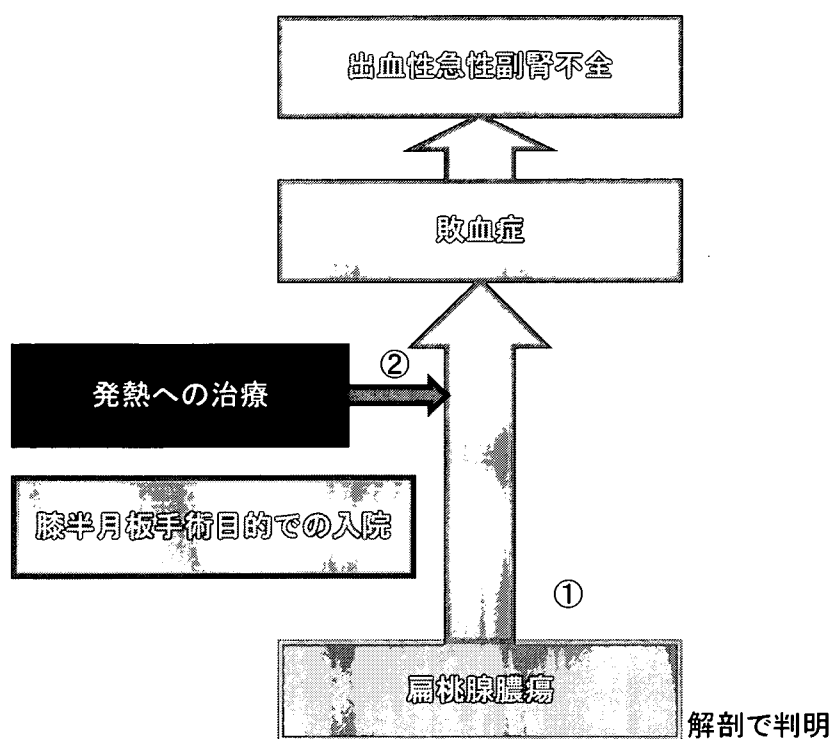 出血性急性副腎不全
敗血症
②
発熱への治療
膝半月板手術目的での入院
①
扁桃腺膿瘍
解剖で判明